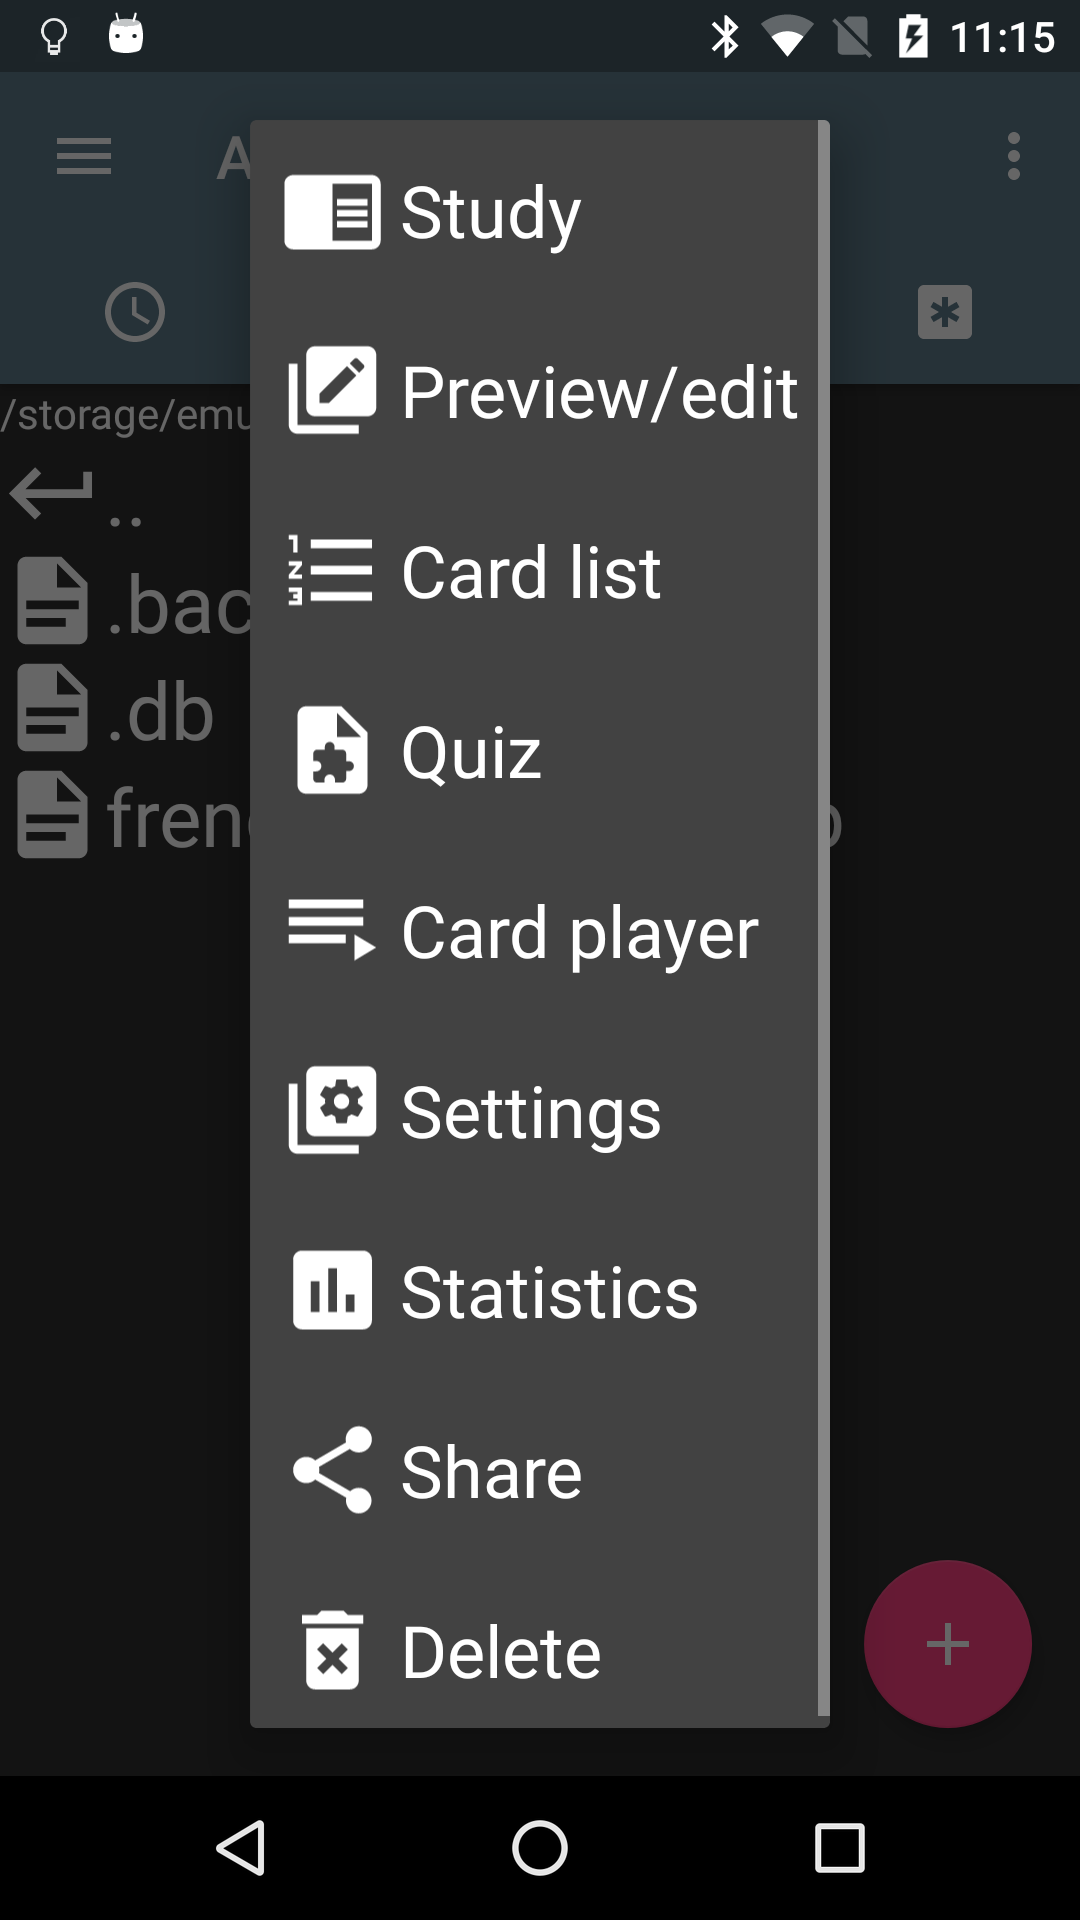 11:15
A
/storage/emu
..
.bac
.db
fren
Study
Preview/edit
Card list
Quiz
Card player
Settings
Statistics
Share
Delete